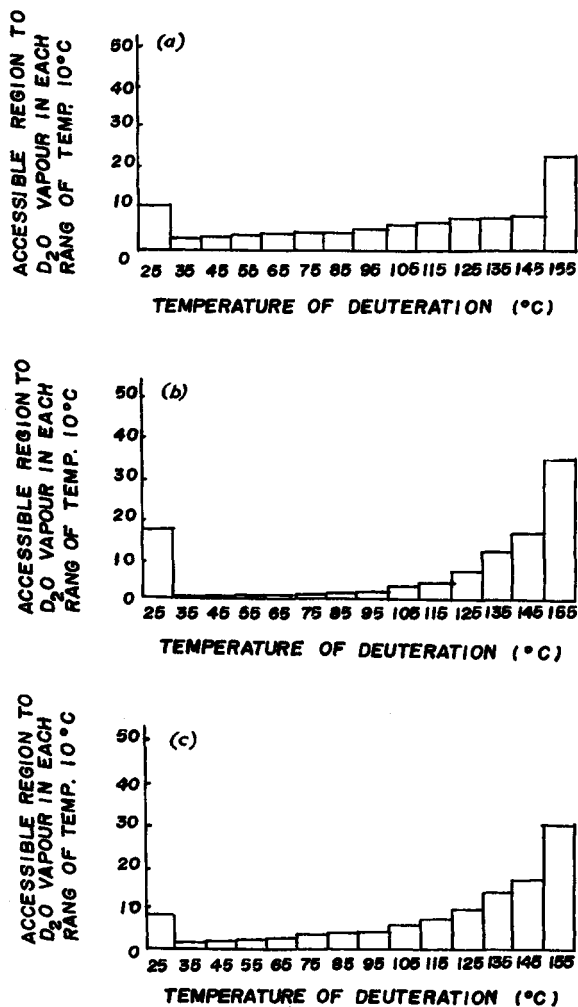 (a)
ACCESSIBLE REGION TO
D2O VAPOUR IN EACH
RANG OF TEMP. 10°C
50
40
30
20
10
0
25 35 45 55 65 75 85 95 105 115 125 135 145 155
TEMPERATURE OF DEUTERATION (°C)
(b)
ACCESSIBLE REGION TO
D2O VAPOUR IN EACH
RANG OF TEMP. 10°C
50
40
30
20
10
0
25 35 45 55 65 75 85 95 105 115 125 135 145 155
TEMPERATURE OF DEUTERATION (°C)
(c)
ACCESSIBLE REGION TO
D2O VAPOUR IN EACH
RANG OF TEMP. 10°C
50
40
30
20
10
0
25 35 45 55 65 75 85 95 105 115 125 135 145 155
TEMPERATURE OF DEUTERATION (°C)